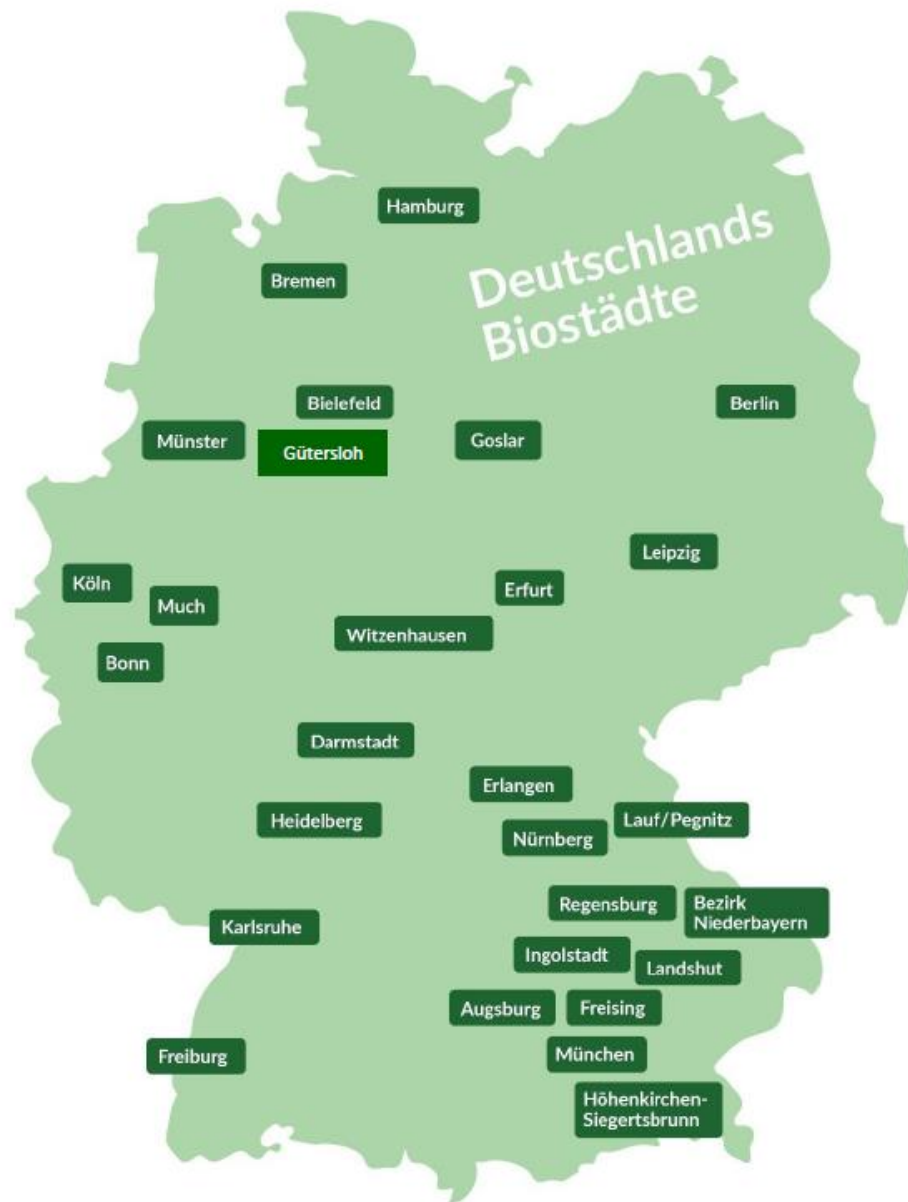 Hamburg
Deutschlands
Biostädte
Bremen
Bielefeld
Berlin
Münster
Gütersloh
Goslar
Leipzig
Köln
Much
Erfurt
Witzenhausen
Bonn
Darmstadt
Erlangen
Heidelberg
Nürnberg
Lauf/Pegnitz
Regensburg
Bezirk
Niederbayern
Karlsruhe
Ingolstadt
Landshut
Augsburg
Freising
Freiburg
München
Höhenkirchen-
Siegertsbrunn